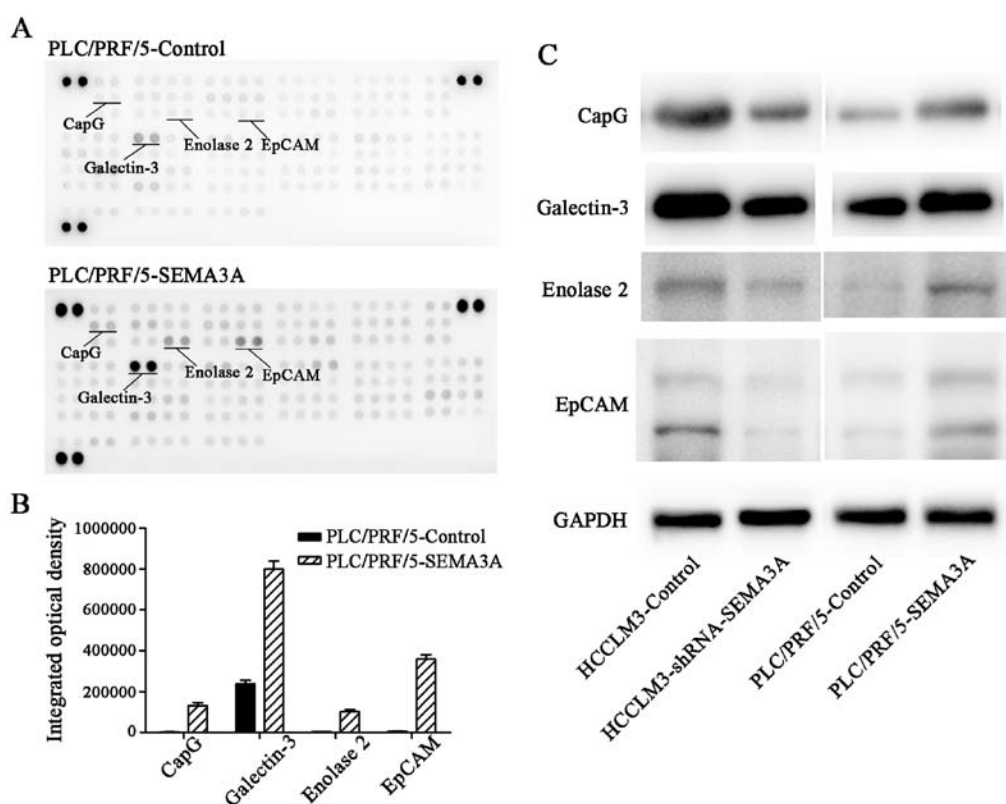 A
PLC/PRF/5-Control
CapG
Enolase 2
EpCAM
Galectin-3
PLC/PRF/5-SEMA3A
CapG
Enolase 2
EpCAM
Galectin-3
B
Integrated optical density
1000000
800000
600000
400000
200000
0
PLC/PRF/5-Control
PLC/PRF/5-SEMA3A
CapG
Galectin-3
Enolase 2
EpCAM
C
CapG
Galectin-3
Enolase 2
EpCAM
GAPDH
HCCLM3-Control
HCCLM3-shRNA-SEMA3A
PLC/PRF/5-Control
PLC/PRF/5-SEMA3A